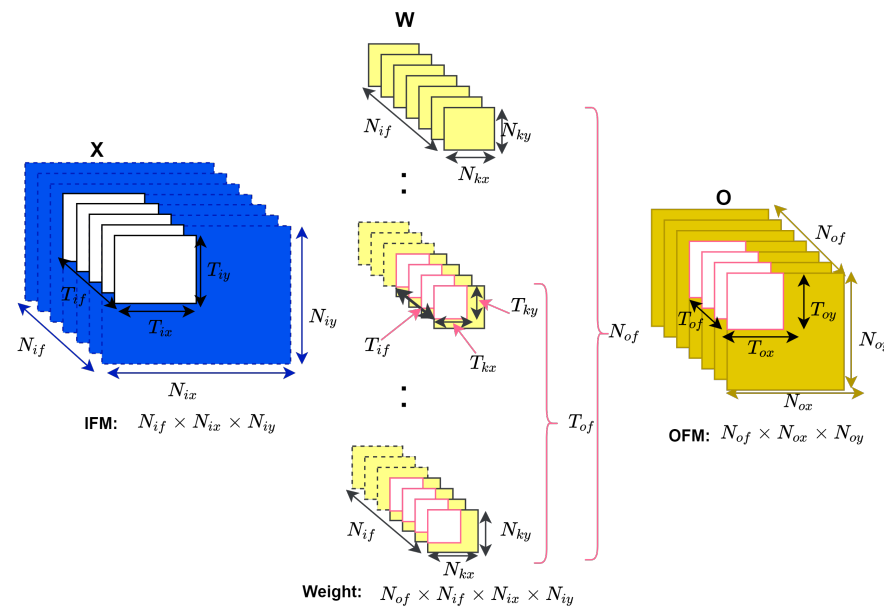 W
N_{if}
N_{ky}
N_{kx}
X
T_{iy}
T_{if}
T_{ix}
N_{iy}
N_{if}
N_{ix}
IFM: N_{if} × N_{ix} × N_{iy}
:
T_{ky}
T_{if}
T_{kx}
:
T_{of}
N_{of}
N_{if}
N_{ky}
N_{kx}
Weight: N_{of} × N_{if} × N_{ix} × N_{iy}
O
N_{of}
T_{of}
T_{oy}
T_{ox}
N_{oy}
N_{ox}
OFM: N_{of} × N_{ox} × N_{oy}